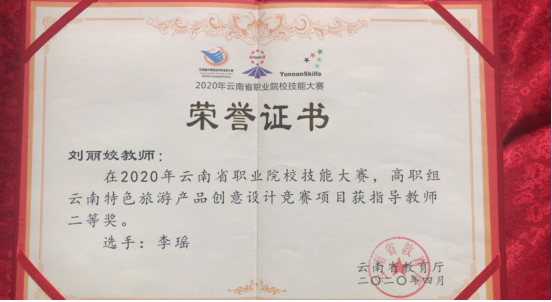 YunnanSkills
2020年云南省职业院校技能大赛
荣誉证书
刘丽姣教师：
在2020年云南省职业院校技能大赛，高职组
云南特色旅游产品创意设计竞赛项目获指导教师
二等奖。
选手：李瑶
云南省教育厅
二〇二〇年四月